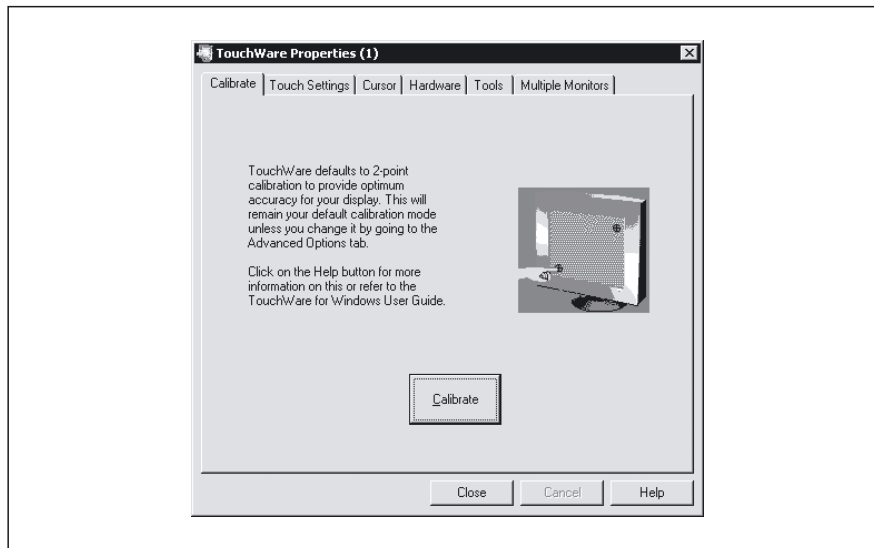 TouchWare Properties (1)
Calibrate Touch Settings Cursor Hardware Tools Multiple Monitors
TouchWare defaults to 2-point
calibration to provide optimum
accuracy for your display. This will
remain your default calibration mode
unless you change it by going to the
Advanced Options tab.
Click on the Help button for more
information on this or refer to the
TouchWare for Windows User Guide.
Calibrate
Close Cancel Help